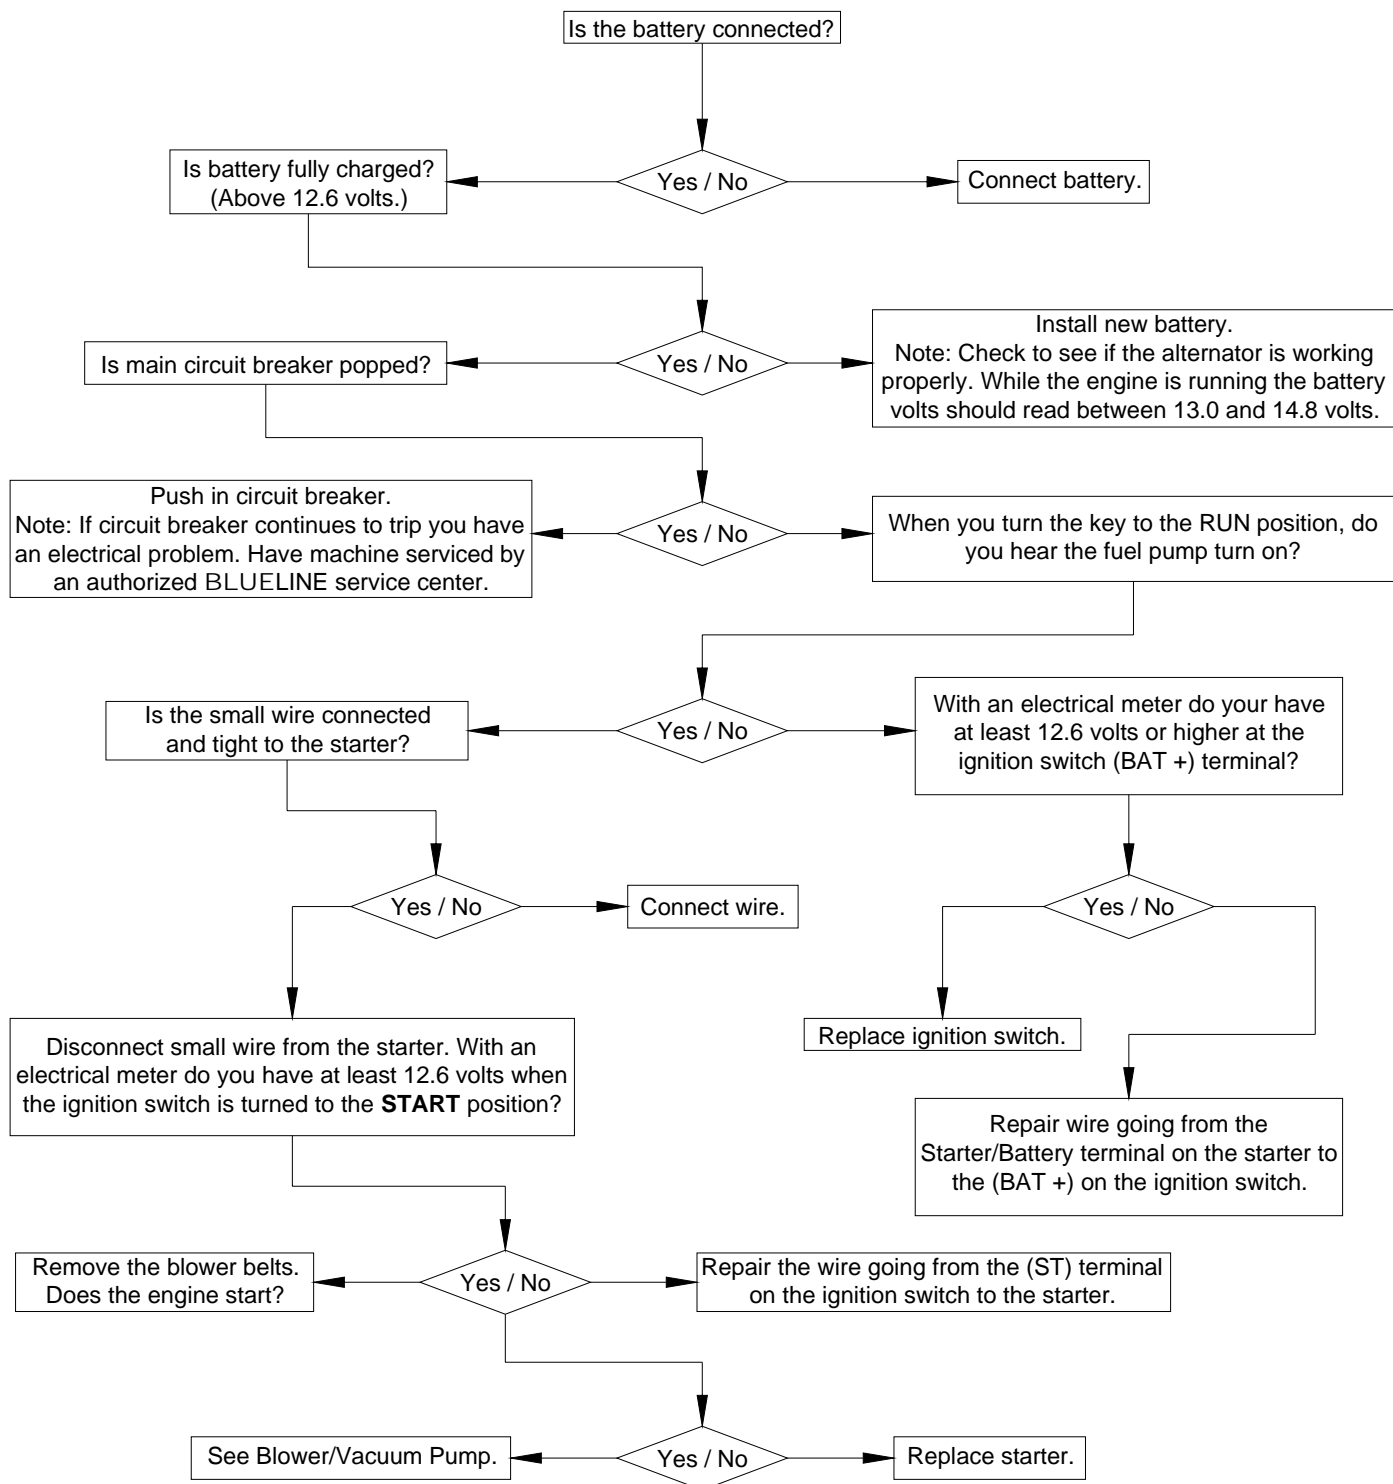 Is the battery connected?
Is battery fully charged?
(Above 12.6 volts.)
Yes / No
Connect battery.
Is main circuit breaker popped?
Yes / No
Install new battery.
Note: Check to see if the alternator is working
properly. While the engine is running the battery
volts should read between 13.0 and 14.8 volts.
Push in circuit breaker.
Note: If circuit breaker continues to trip you have
an electrical problem. Have machine serviced by
an authorized BLUELINE service center.
Yes / No
When you turn the key to the RUN position, do
you hear the fuel pump turn on?
Is the small wire connected
and tight to the starter?
Yes / No
With an electrical meter do your have
at least 12.6 volts or higher at the
ignition switch (BAT +) terminal?
Yes / No
Connect wire.
Yes / No
Replace ignition switch.
Disconnect small wire from the starter. With an
electrical meter do you have at least 12.6 volts when
the ignition switch is turned to the START position?
Repair wire going from the
Starter/Battery terminal on the starter to
the (BAT +) on the ignition switch.
Remove the blower belts.
Does the engine start?
Yes / No
Repair the wire going from the (ST) terminal
on the ignition switch to the starter.
See Blower/Vacuum Pump.
Yes / No
Replace starter.